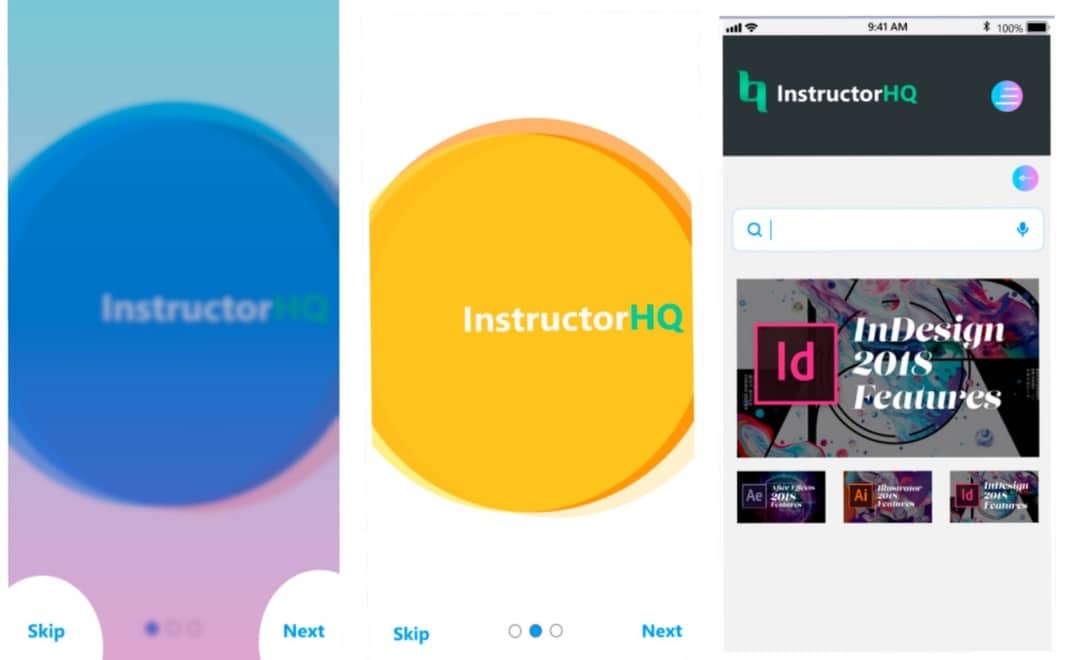 InstructorHQ
Skip
Next
InstructorHQ
Skip
Next
9:41 AM
100%
InstructorHQ
Id
InDesign
2018
Features
Ae
After Effects
2018
Features
Ai
Illustrator
2018
Features
Id
InDesign
2018
Features